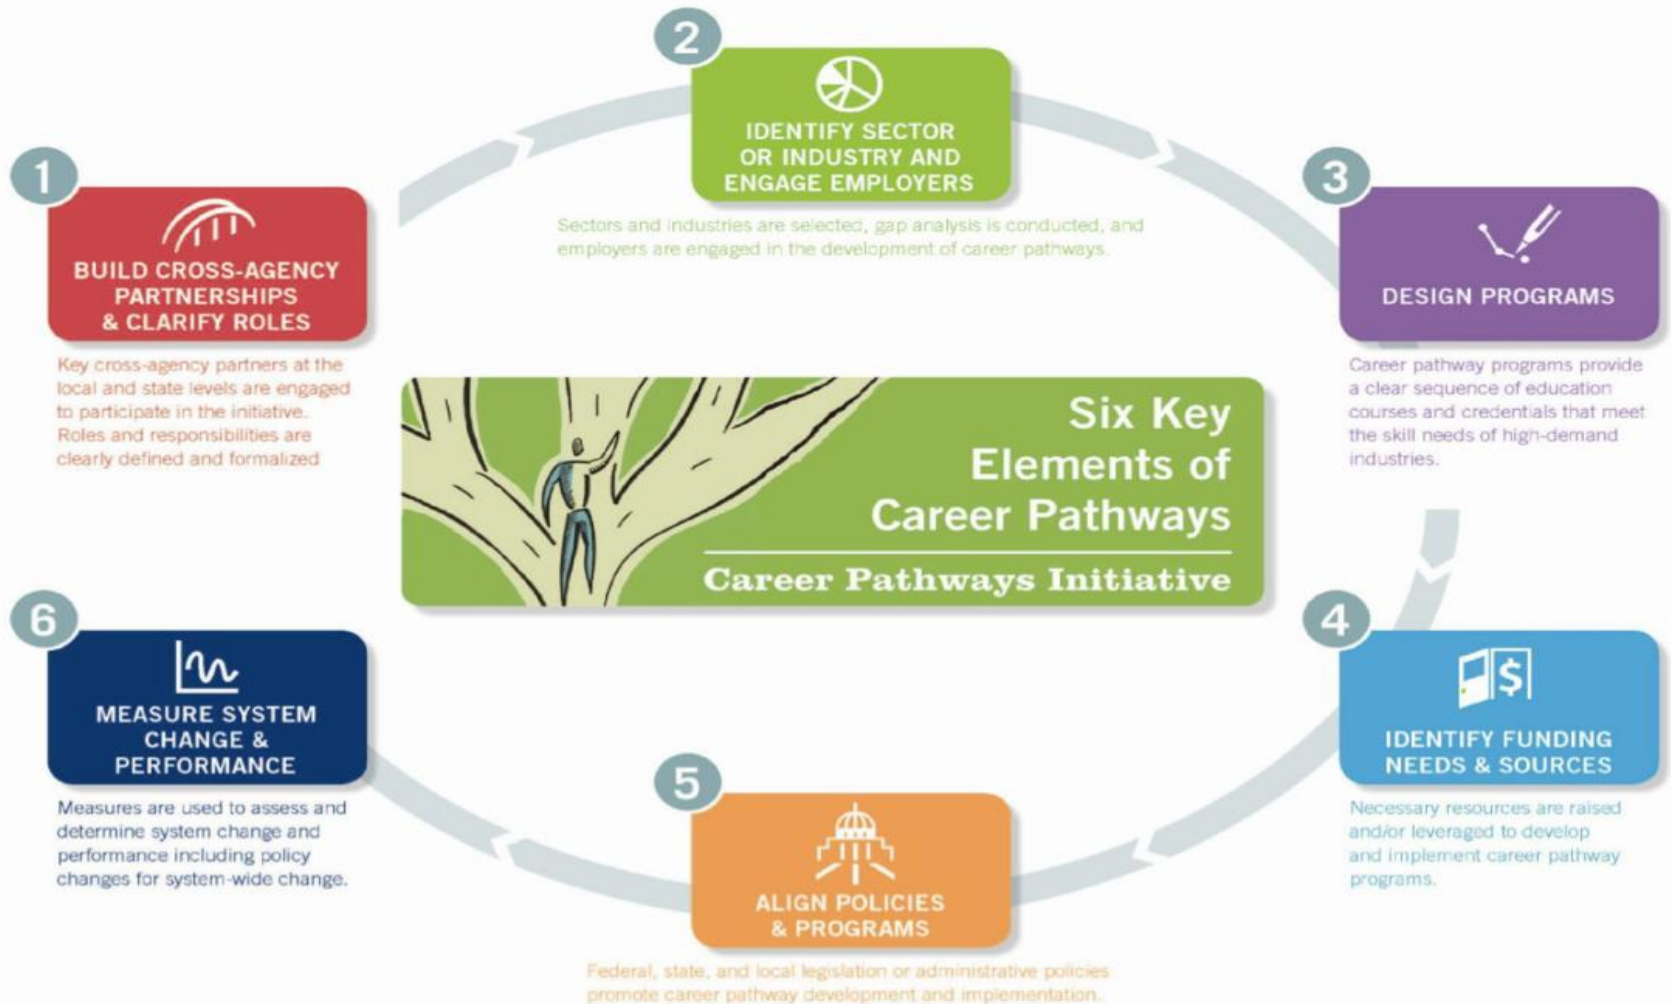 1
BUILD CROSS-AGENCY
PARTNERSHIPS
& CLARIFY ROLES
Key cross-agency partners at the
local and state levels are engaged
to participate in the initiative.
Roles and responsibilities are
clearly defined and formalized
2
IDENTIFY SECTOR
OR INDUSTRY AND
ENGAGE EMPLOYERS
Sectors and industries are selected, gap analysis is conducted, and
employers are engaged in the development of career pathways.
3
DESIGN PROGRAMS
Career pathway programs provide
a clear sequence of education
courses and credentials that meet
the skill needs of high-demand
industries.
Six Key
Elements of
Career Pathways
Career Pathways Initiative
4
$
IDENTIFY FUNDING
NEEDS & SOURCES
Necessary resources are raised
and/or leveraged to develop
and implement career pathway
programs.
5
ALIGN POLICIES
& PROGRAMS
Federal, state, and local legislation or administrative policies
promote career pathway development and implementation.
6
MEASURE SYSTEM
CHANGE &
PERFORMANCE
Measures are used to assess and
determine system change and
performance including policy
changes for system-wide change.